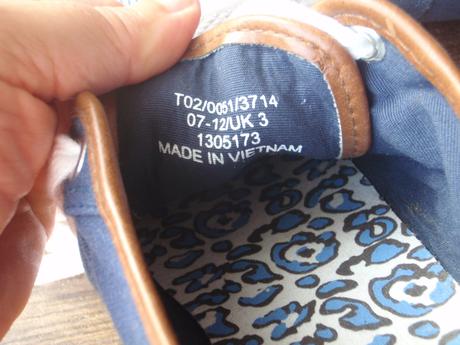 T02/0051/3714
07-12/UK 3
1305173
MADE IN VIETNAM